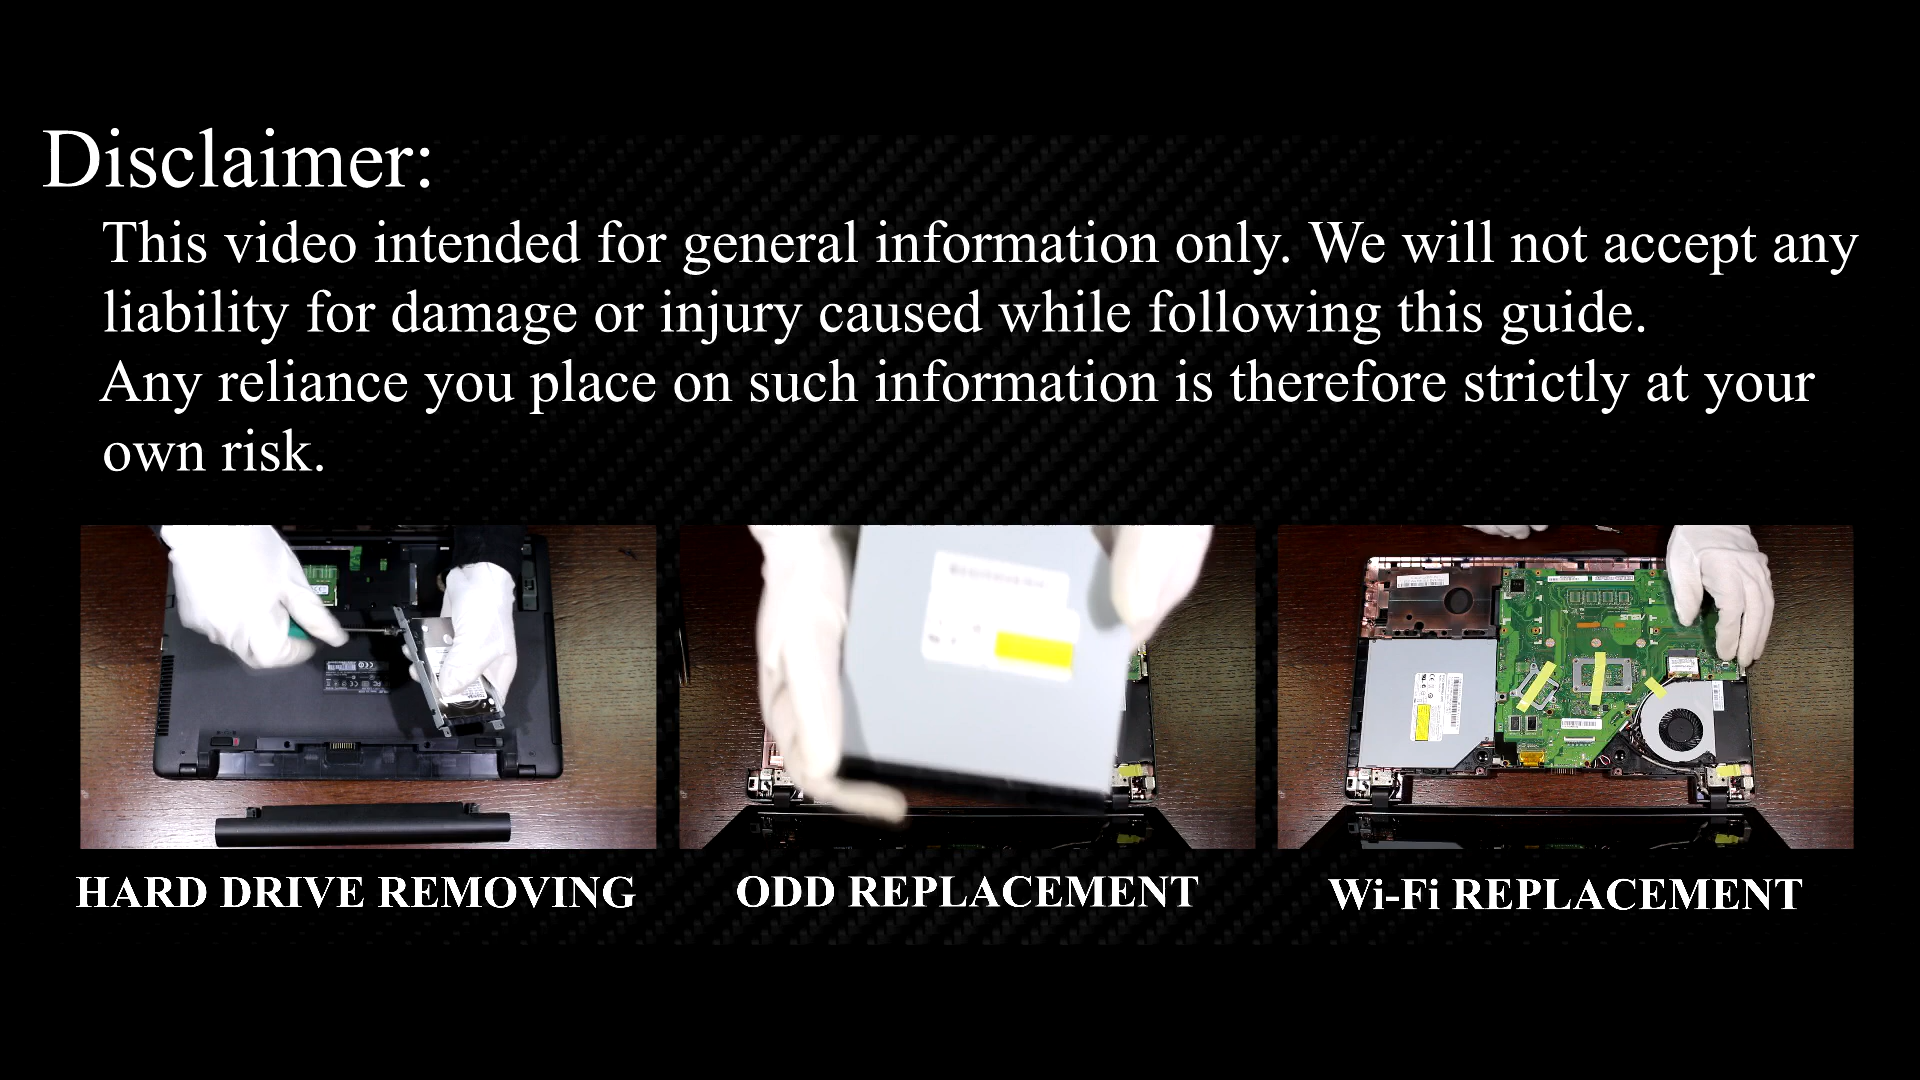 Disclaimer:
This video intended for general information only. We will not accept any
liability for damage or injury caused while following this guide.
Any reliance you place on such information is therefore strictly at your
own risk.
HARD DRIVE REMOVING
ODD REPLACEMENT
Wi-Fi REPLACEMENT